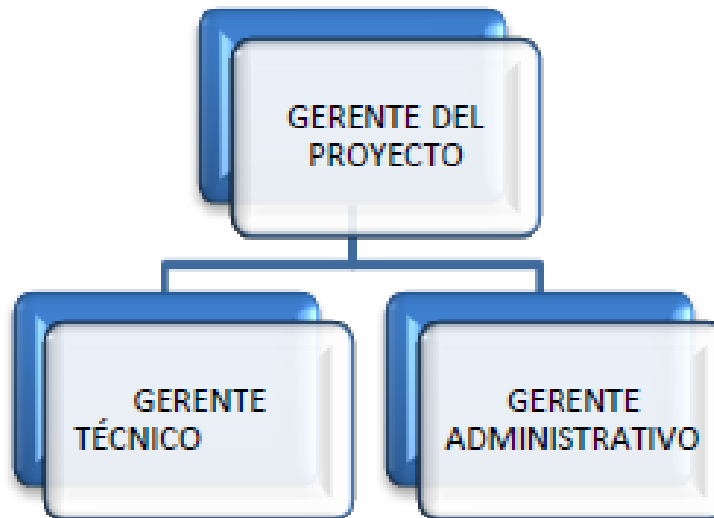 GERENTE DEL
PROYECTO
GERENTE
TÉCNICO
GERENTE
ADMINISTRATIVO